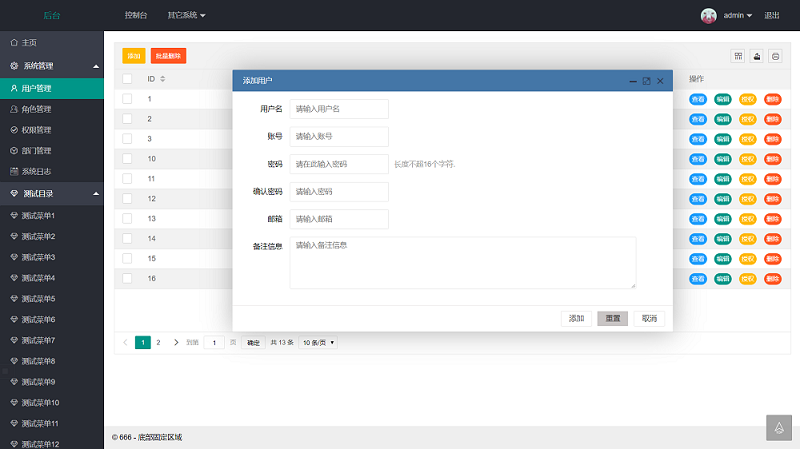 后台
控制台
其它系统
admin
退出
主页
系统管理
用户管理
角色管理
权限管理
部门管理
系统日志
测试目录
测试菜单1
测试菜单2
测试菜单3
测试菜单4
测试菜单5
测试菜单6
测试菜单7
测试菜单8
测试菜单9
测试菜单10
测试菜单11
测试菜单12
添加 批量删除
ID
操作
1 查看 编辑 授权 删除
2 查看 编辑 授权 删除
3 查看 编辑 授权 删除
10 查看 编辑 授权 删除
11 查看 编辑 授权 删除
12 查看 编辑 授权 删除
13 查看 编辑 授权 删除
14 查看 编辑 授权 删除
15 查看 编辑 授权 删除
16 查看 编辑 授权 删除
添加用户
用户名 请输入用户名
账号 请输入账号
密码 请在此输入密码 长度不超16个字符.
确认密码 请输入密码
邮箱 请输入邮箱
备注信息 请输入备注信息
添加 重置 取消
1 2 到第 1 页 确定 共 13 条 10 条/页
© 666 - 底部固定区域